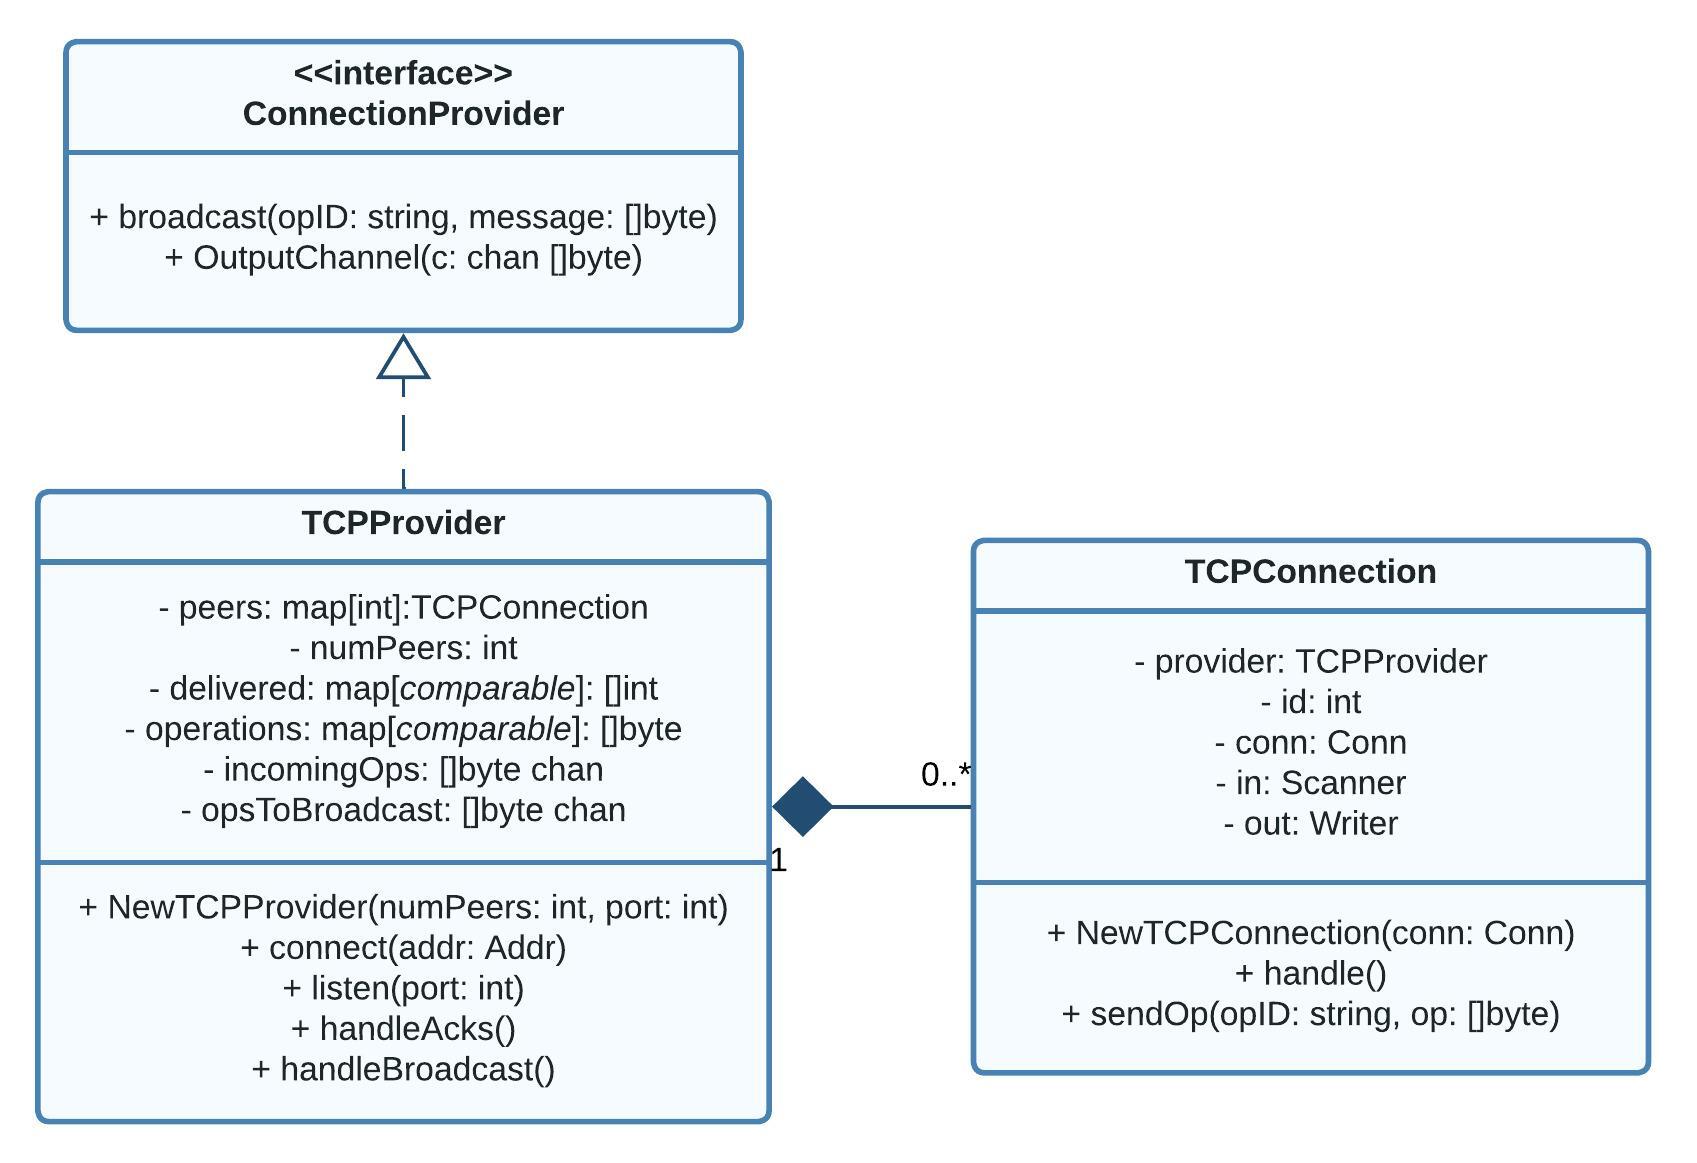 <<interface>>
ConnectionProvider
+ broadcast(opID: string, message: []byte)
+ OutputChannel(c: chan []byte)
TCPProvider
- peers: map[int]:TCPConnection
- numPeers: int
- delivered: map[comparable]: []int
- operations: map[comparable]: []byte
- incomingOps: []byte chan
- opsToBroadcast: []byte chan
+ NewTCPProvider(numPeers: int, port: int)
+ connect(addr: Addr)
+ listen(port: int)
+ handleAcks()
+ handleBroadcast()
1
0..*
TCPConnection
- provider: TCPProvider
- id: int
- conn: Conn
- in: Scanner
- out: Writer
+ NewTCPConnection(conn: Conn)
+ handle()
+ sendOp(opID: string, op: []byte)